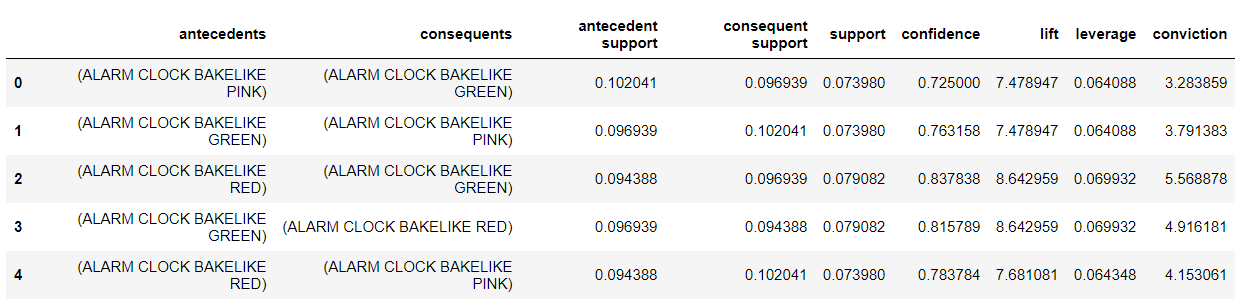 antecedents consequents antecedent support consequent support support confidence lift leverage conviction
0 (ALARM CLOCK BAKELIKE PINK) (ALARM CLOCK BAKELIKE GREEN) 0.102041 0.096939 0.073980 0.725000 7.478947 0.064088 3.283859
1 (ALARM CLOCK BAKELIKE GREEN) (ALARM CLOCK BAKELIKE PINK) 0.096939 0.102041 0.073980 0.763158 7.478947 0.064088 3.791383
2 (ALARM CLOCK BAKELIKE RED) (ALARM CLOCK BAKELIKE GREEN) 0.094388 0.096939 0.079082 0.837838 8.642959 0.069932 5.568878
3 (ALARM CLOCK BAKELIKE GREEN) (ALARM CLOCK BAKELIKE RED) 0.096939 0.094388 0.079082 0.815789 8.642959 0.069932 4.916181
4 (ALARM CLOCK BAKELIKE RED) (ALARM CLOCK BAKELIKE PINK) 0.094388 0.102041 0.073980 0.783784 7.681081 0.064348 4.153061